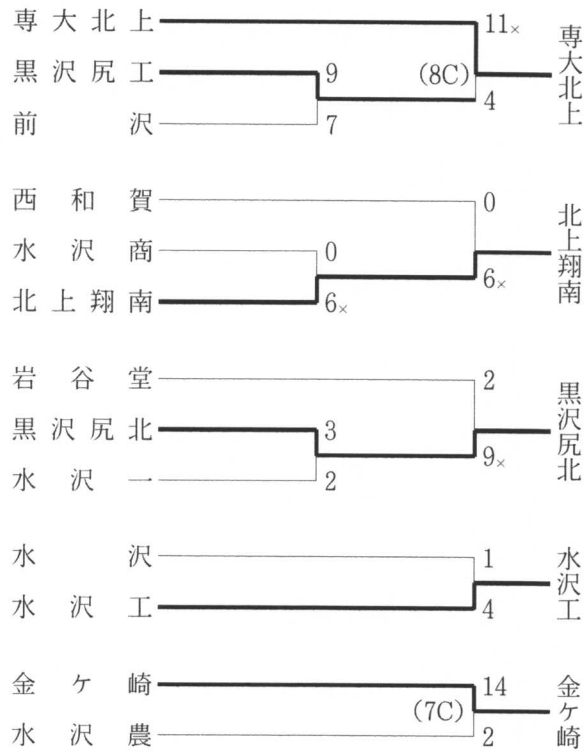 専大北上 11×
黒沢尻工 9 (8C) 4
前沢 7
専大北上
西和賀 0
水沢商 0
北上翔南 6× 6×
北上翔南
岩谷堂 2
黒沢尻北 3 9×
水沢一 2
黒沢尻北
水沢 1
水沢工 4
水沢工
金ケ崎 14
(7C)
水沢農 2
金ケ崎